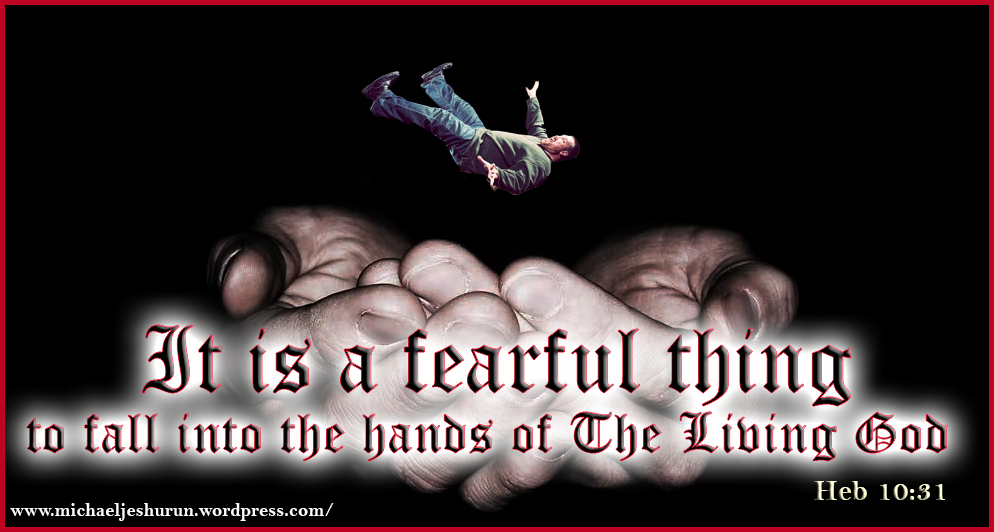 It is a fearful thing
to fall into the hands of The Living God
Heb 10:31
www.michaeljeshurun.wordpress.com/